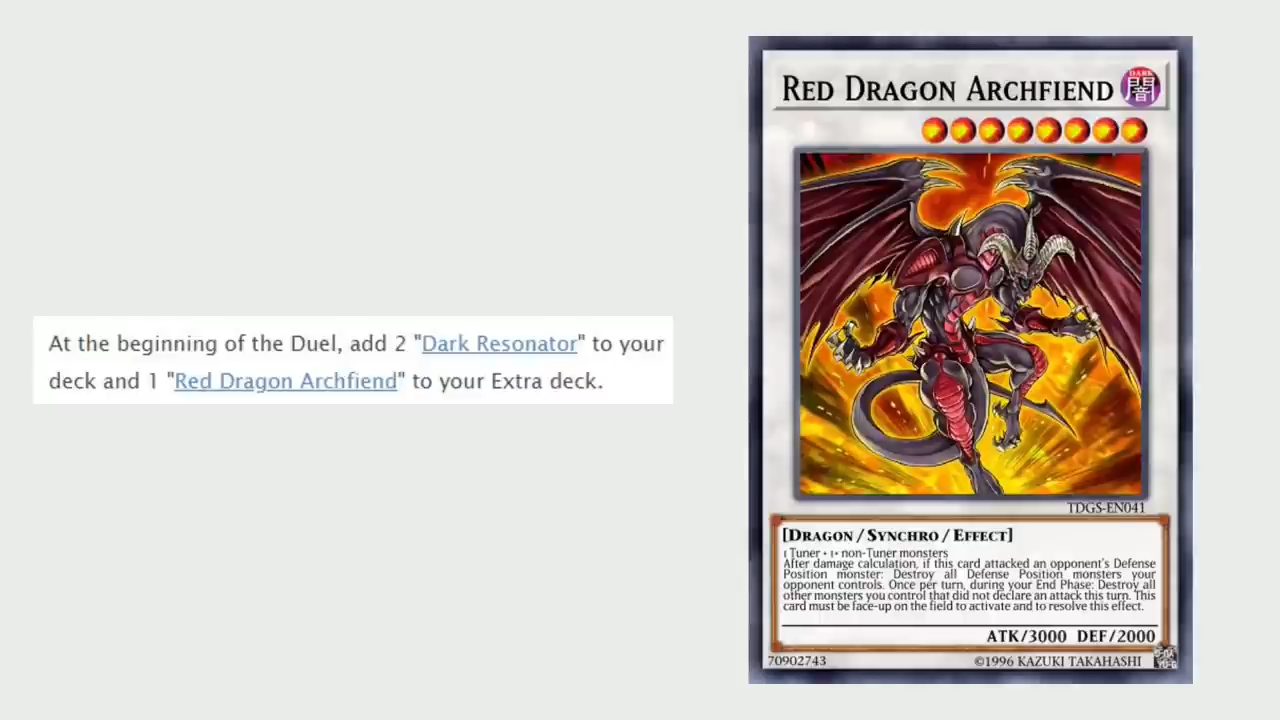 At the beginning of the Duel, add 2 "Dark Resonator" to your
deck and 1 "Red Dragon Archfiend" to your Extra deck.
RED DRAGON ARCHFIEND
DARK
闇
TDGS-EN041
[DRAGON / SYNCHRO / EFFECT]
1 Tuner + 1+ non-Tuner monsters
After damage calculation, if this card attacked an opponent's Defense
Position monster: Destroy all Defense Position monsters your
opponent controls. Once per turn, during your End Phase: Destroy all
other monsters you control that did not declare an attack this turn. This
card must be face-up on the field to activate and to resolve this effect.
ATK/3000 DEF/2000
70902743
©1996 KAZUKI TAKAHASHI